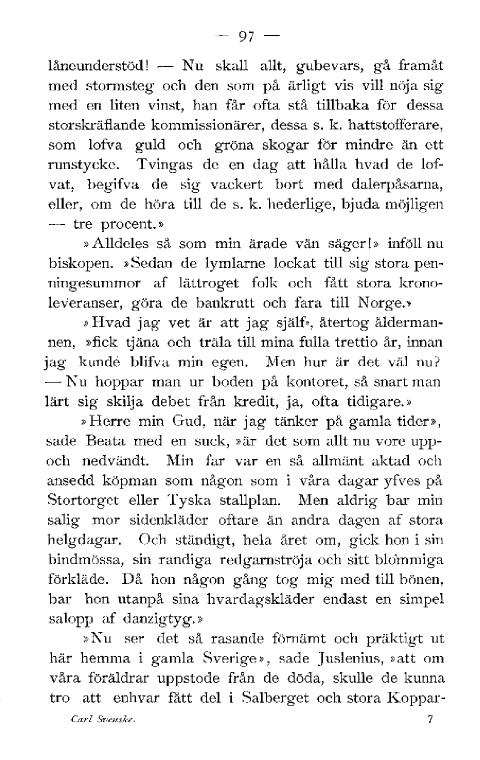 — 97 —
låneunderstöd! — Nu skall allt, gubevars, gå framåt
med stormsteg och den som på ärligt vis vill nöja sig
med en liten vinst, han får ofta stå tillbaka för dessa
storskräflande kommissionärer, dessa s. k. hattstofferare,
som lofva guld och gröna skogar för mindre än ett
runstycke. Tvingas de en dag att hålla hvad de lof-
vat, begifva de sig vackert bort med dalerpåsarna,
eller, om de höra till de s. k. hederlige, bjuda möjligen
— tre procent.»
»Alldeles så som min ärade vän säger!» inföll nu
biskopen. »Sedan de lymlarne lockat till sig stora pen-
ningesummor af lättroget folk och fått stora krono-
leveranser, göra de bankrutt och fara till Norge.»
»Hvad jag vet är att jag själf», återtog ålderman-
nen, »fick tjäna och träla till mina fulla trettio år, innan
jag kunde blifva min egen. Men hur är det väl nu?
— Nu hoppar man ur boden på kontoret, så snart man
lärt sig skilja debet från kredit, ja, ofta tidigare.»
»Herre min Gud, när jag tänker på gamla tider»,
sade Beata med en suck, »är det som allt nu vore upp-
och nedvändt. Min far var en så allmänt aktad och
ansedd köpman som någon som i våra dagar yfves på
Stortorget eller Tyska stallplan. Men aldrig bar min
salig mor sidenkläder oftare än andra dagen af stora
helgdagar. Och ständigt, hela året om, gick hon i sin
bindmössa, sin randiga redgarnströja och sitt blommiga
förkläde. Då hon någon gång tog mig med till bönen,
bar hon utanpå sina hvardagskläder endast en simpel
salopp af danzigtyg.»
»Nu ser det så rasande förnämt och präktigt ut
här hemma i gamla Sverige», sade Juslenius, »att om
våra föräldrar uppstode från de döda, skulle de kunna
tro att enhvar fått del i Salberget och stora Koppar-
Carl Svenske. 7